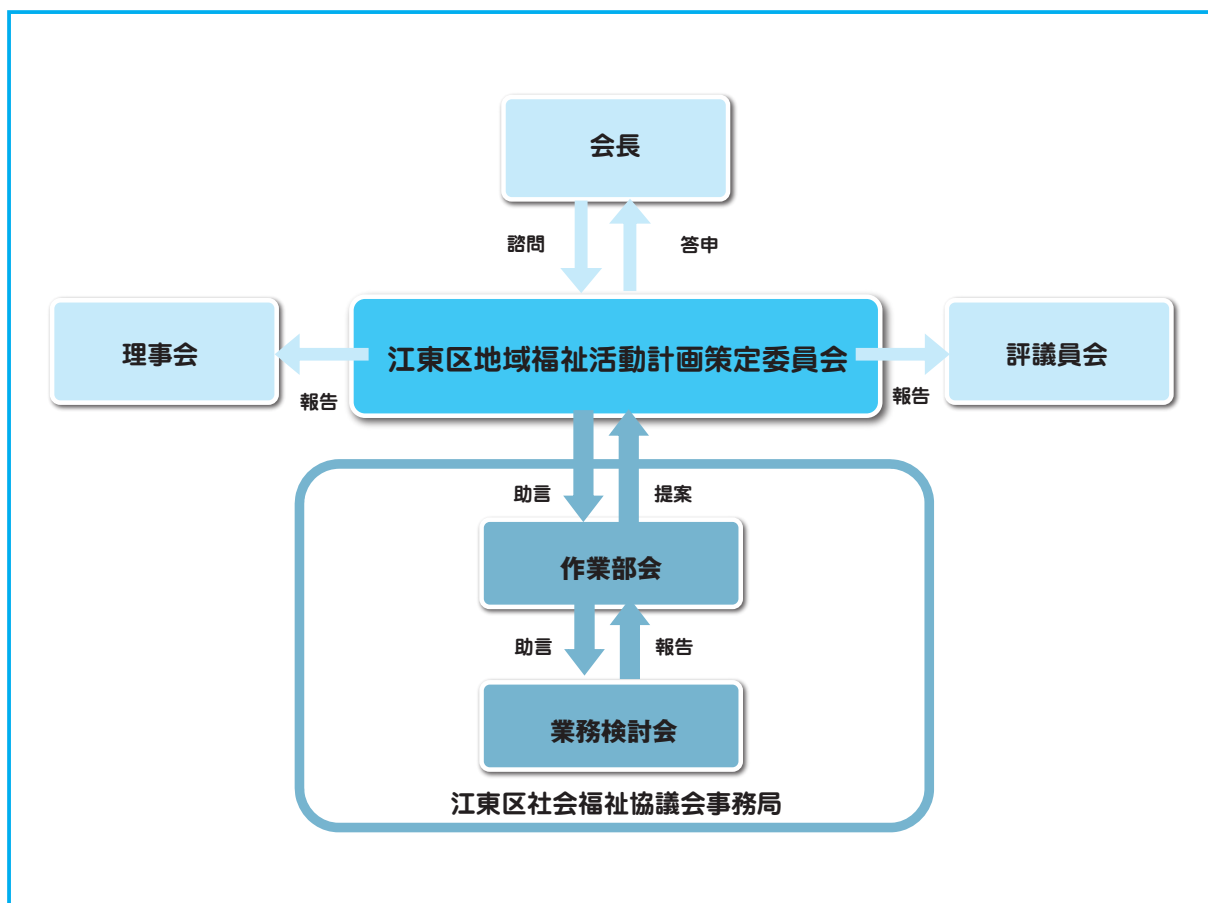 会長
諮問
答申
理事会
江東区地域福祉活動計画策定委員会
評議員会
報告
報告
助言
提案
作業部会
助言
報告
業務検討会
江東区社会福祉協議会事務局